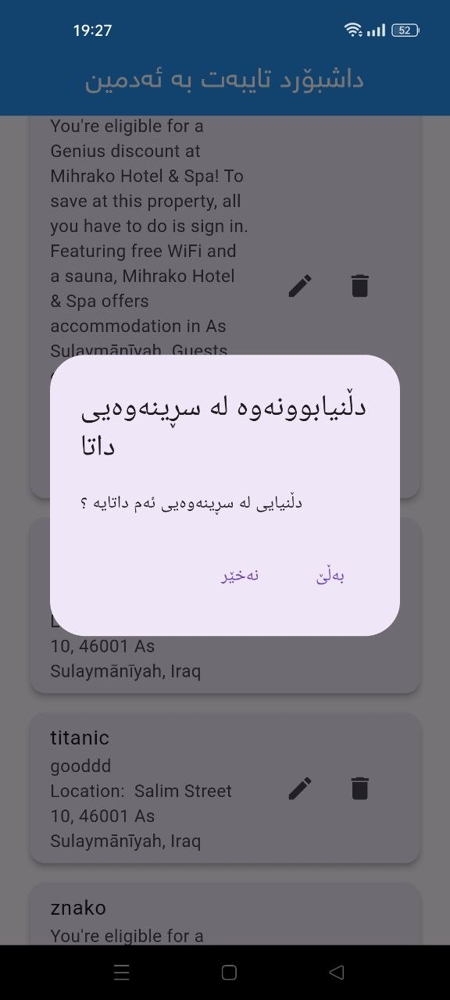 19:27
52
داشبۆرد تایبەت بە ئەدمین
You're eligible for a
Genius discount at
Mihrako Hotel & Spa! To
save at this property, all
you have to do is sign in.
Featuring free WiFi and
a sauna, Mihrako Hotel
& Spa offers
accommodation in As
Sulaymānīyah. Guests
دڵنیابوونەوە لە سڕینەوەیی
داتا
دڵنیایی لە سڕینەوەیی ئەم داتایە ؟
بەڵێ
نەخێر
10, 46001 As
Sulaymānīyah, Iraq
titanic
gooddd
Location: Salim Street
10, 46001 As
Sulaymānīyah, Iraq
znako
You're eligible for a